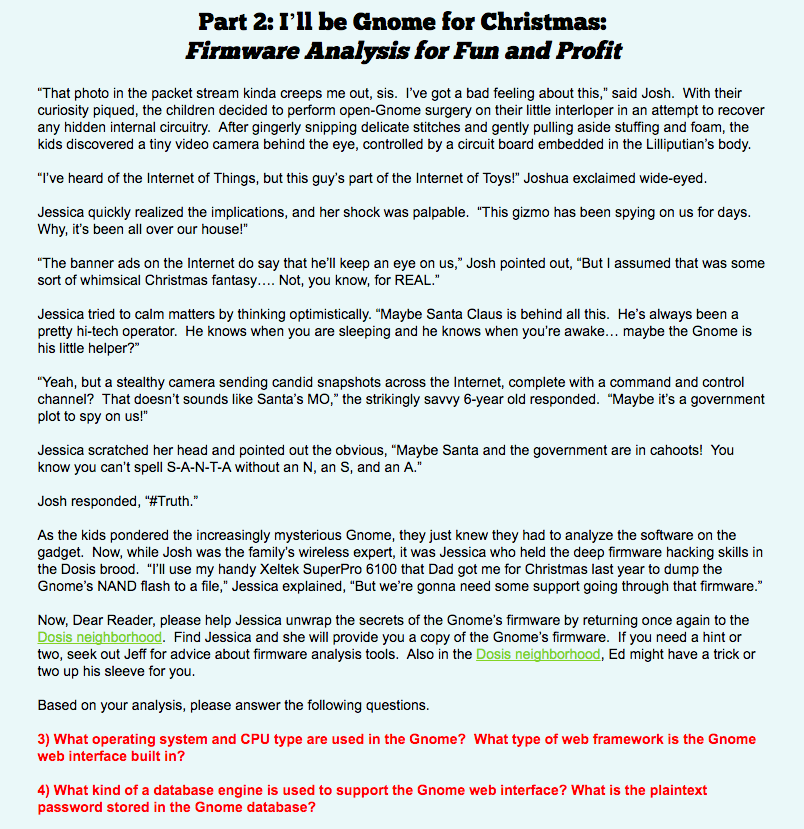 Part 2: I’ll be Gnome for Christmas:
Firmware Analysis for Fun and Profit
“That photo in the packet stream kinda creeps me out, sis.  I’ve got a bad feeling about this,” said Josh.  With their
curiosity piqued, the children decided to perform open-Gnome surgery on their little interloper in an attempt to recover
any hidden internal circuitry.  After gingerly snipping delicate stitches and gently pulling aside stuffing and foam, the
kids discovered a tiny video camera behind the eye, controlled by a circuit board embedded in the Lilliputian’s body.
“I’ve heard of the Internet of Things, but this guy’s part of the Internet of Toys!” Joshua exclaimed wide-eyed.
Jessica quickly realized the implications, and her shock was palpable.  “This gizmo has been spying on us for days.
Why, it’s been all over our house!”
“The banner ads on the Internet do say that he’ll keep an eye on us,” Josh pointed out, “But I assumed that was some
sort of whimsical Christmas fantasy…. Not, you know, for REAL.”
Jessica tried to calm matters by thinking optimistically. “Maybe Santa Claus is behind all this.  He’s always been a
pretty hi-tech operator.  He knows when you are sleeping and he knows when you’re awake… maybe the Gnome is
his little helper?”
“Yeah, but a stealthy camera sending candid snapshots across the Internet, complete with a command and control
channel?  That doesn’t sounds like Santa’s MO,” the strikingly savvy 6-year old responded.  “Maybe it’s a government
plot to spy on us!”
Jessica scratched her head and pointed out the obvious, “Maybe Santa and the government are in cahoots!  You
know you can’t spell S-A-N-T-A without an N, an S, and an A.”
Josh responded, “#Truth.”
As the kids pondered the increasingly mysterious Gnome, they just knew they had to analyze the software on the
gadget.  Now, while Josh was the family’s wireless expert, it was Jessica who held the deep firmware hacking skills in
the Dosis brood.  “I’ll use my handy Xeltek SuperPro 6100 that Dad got me for Christmas last year to dump the
Gnome’s NAND flash to a file,” Jessica explained, “But we’re gonna need some support going through that firmware.”
Now, Dear Reader, please help Jessica unwrap the secrets of the Gnome’s firmware by returning once again to the
Dosis neighborhood.  Find Jessica and she will provide you a copy of the Gnome’s firmware.  If you need a hint or
two, seek out Jeff for advice about firmware analysis tools.  Also in the Dosis neighborhood, Ed might have a trick or
two up his sleeve for you.
Based on your analysis, please answer the following questions.
3) What operating system and CPU type are used in the Gnome?  What type of web framework is the Gnome
web interface built in?
4) What kind of a database engine is used to support the Gnome web interface? What is the plaintext
password stored in the Gnome database?